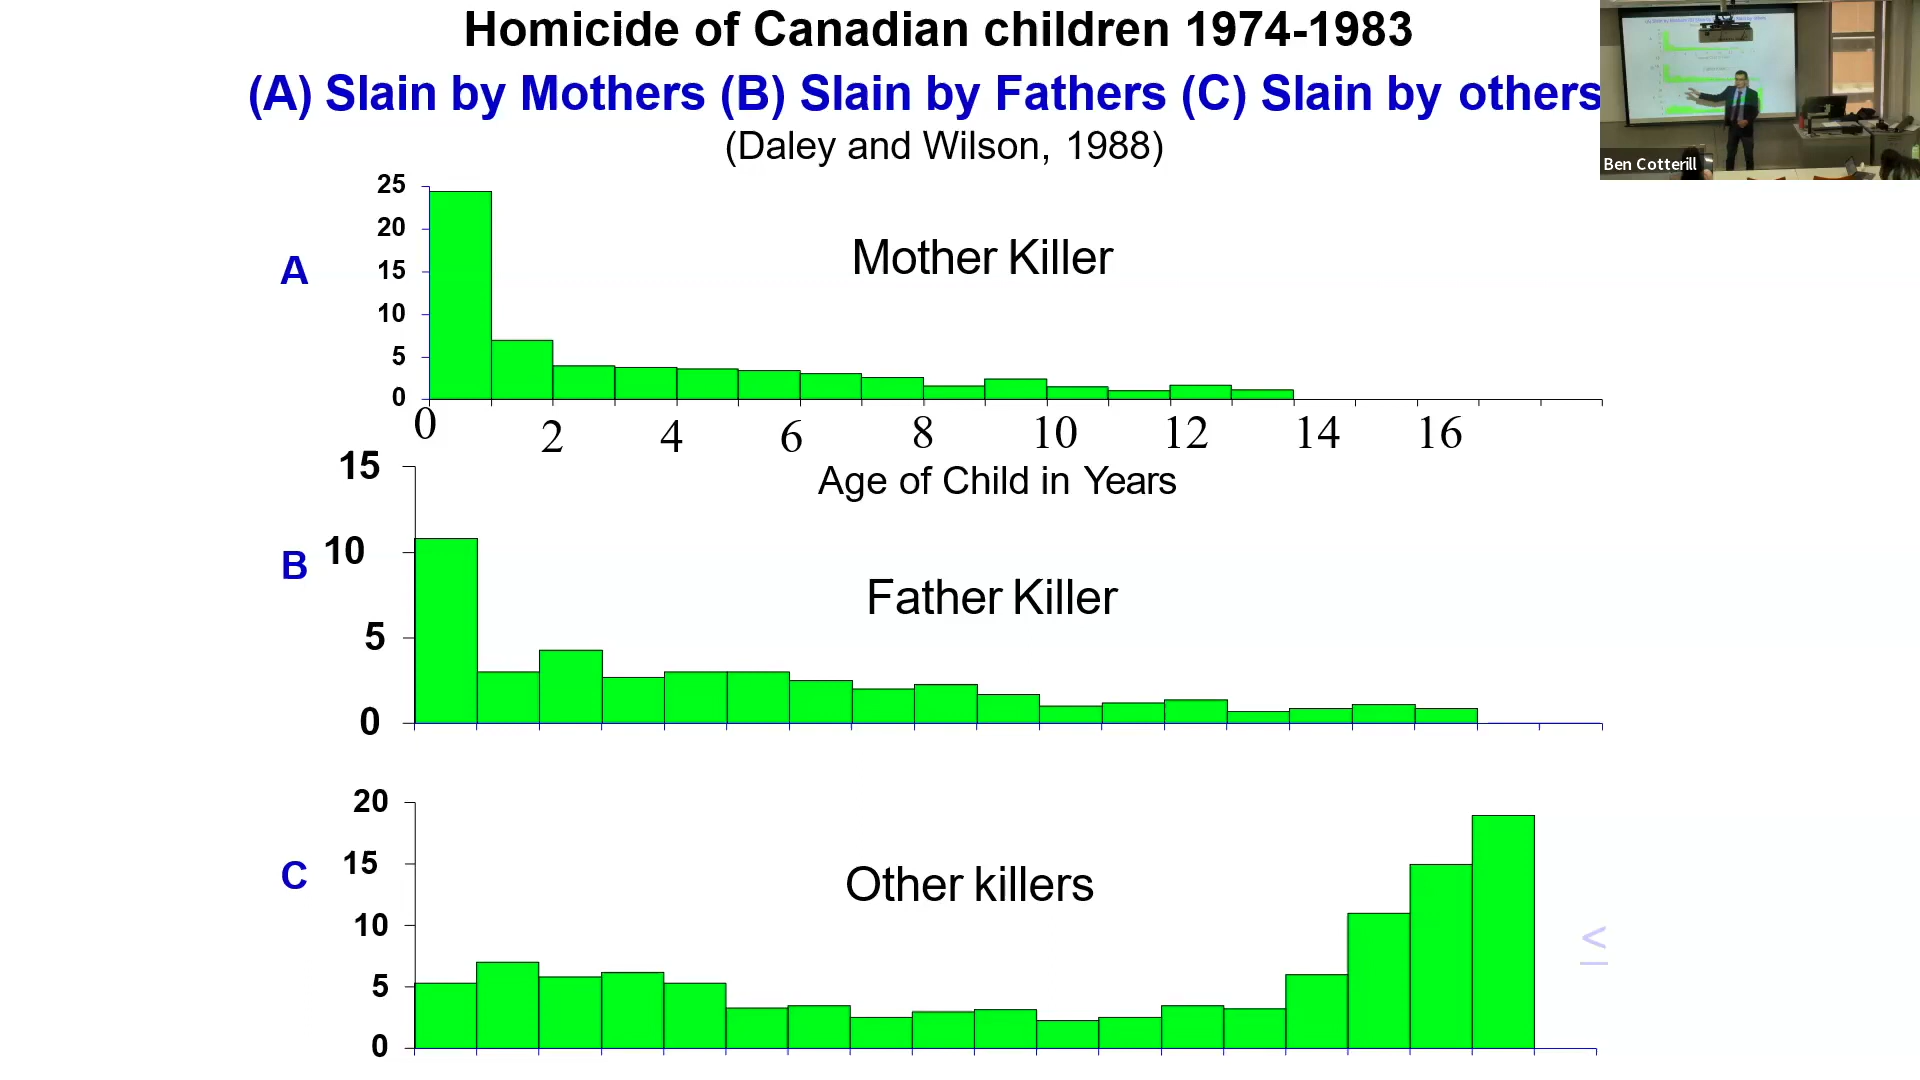 Homicide of Canadian children 1974-1983
(A) Slain by Mothers (B) Slain by Fathers (C) Slain by others
(Daley and Wilson, 1988)
Ben Cotterill
A
25
20
15
10
5
0
Mother Killer
0 2 4 6 8 10 12 14 16
Age of Child in Years
B
15
10
5
0
Father Killer
C
20
15
10
5
0
Other killers
<